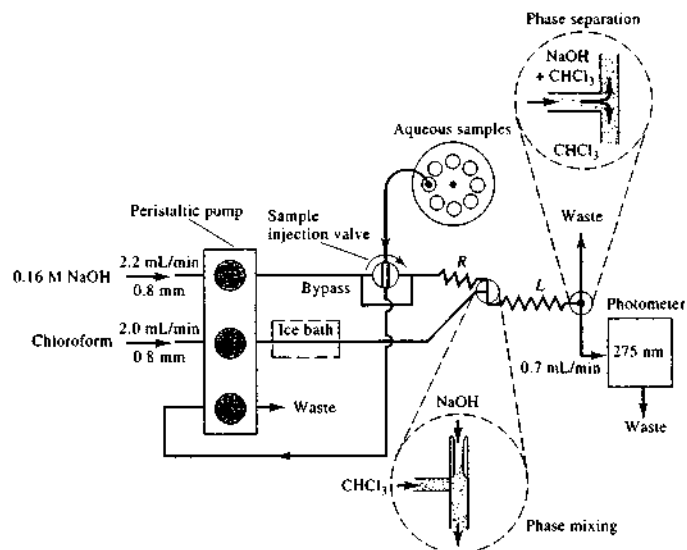 Phase separation
NaOH
+ CHCl₃
CHCl₃
Aqueous samples
Peristaltic pump
Sample
injection valve
Waste
0.16 M NaOH
2.2 mL/min
0.8 mm
Bypass
R
L
Photometer
Chloroform
2.0 mL/min
0.8 mm
Ice bath
275 nm
0.7 mL/min
Waste
Waste
NaOH
CHCl₃
Phase mixing